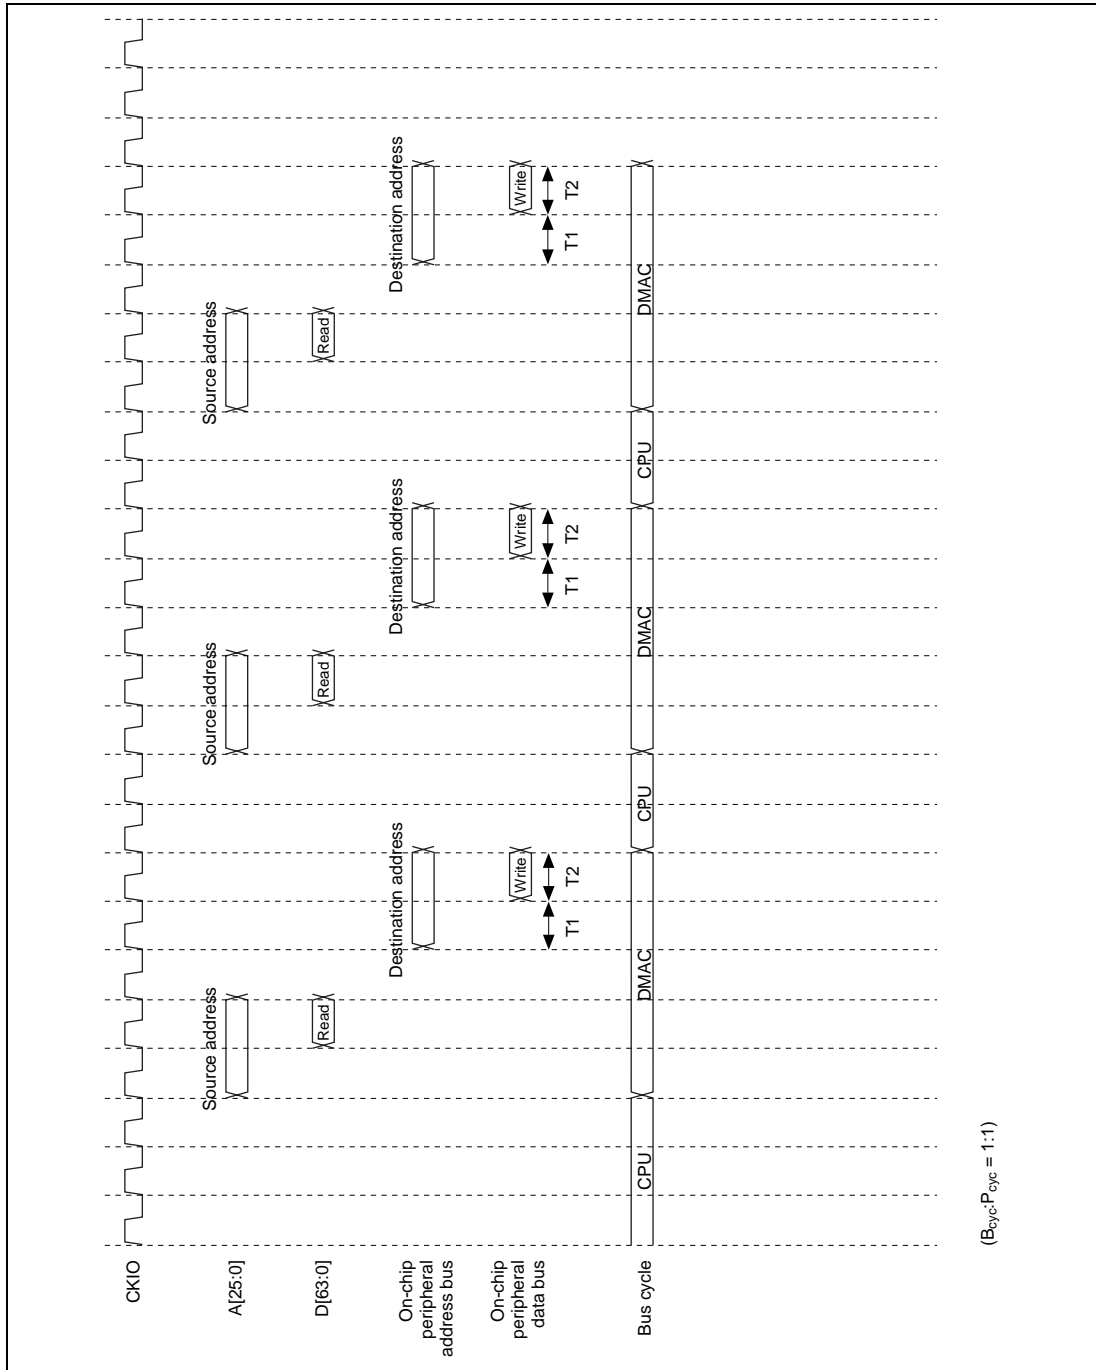 CKIO
A[25:0]
Source address
Source address
Source address
D[63:0]
Read
Read
Read
On-chip
peripheral
address bus
Destination address
Destination address
Destination address
On-chip
peripheral
data bus
Write
Write
Write
T1
T2
T1
T2
T1
T2
Bus cycle
CPU
DMAC
CPU
DMAC
CPU
DMAC
(Bcyc:Pcyc = 1:1)